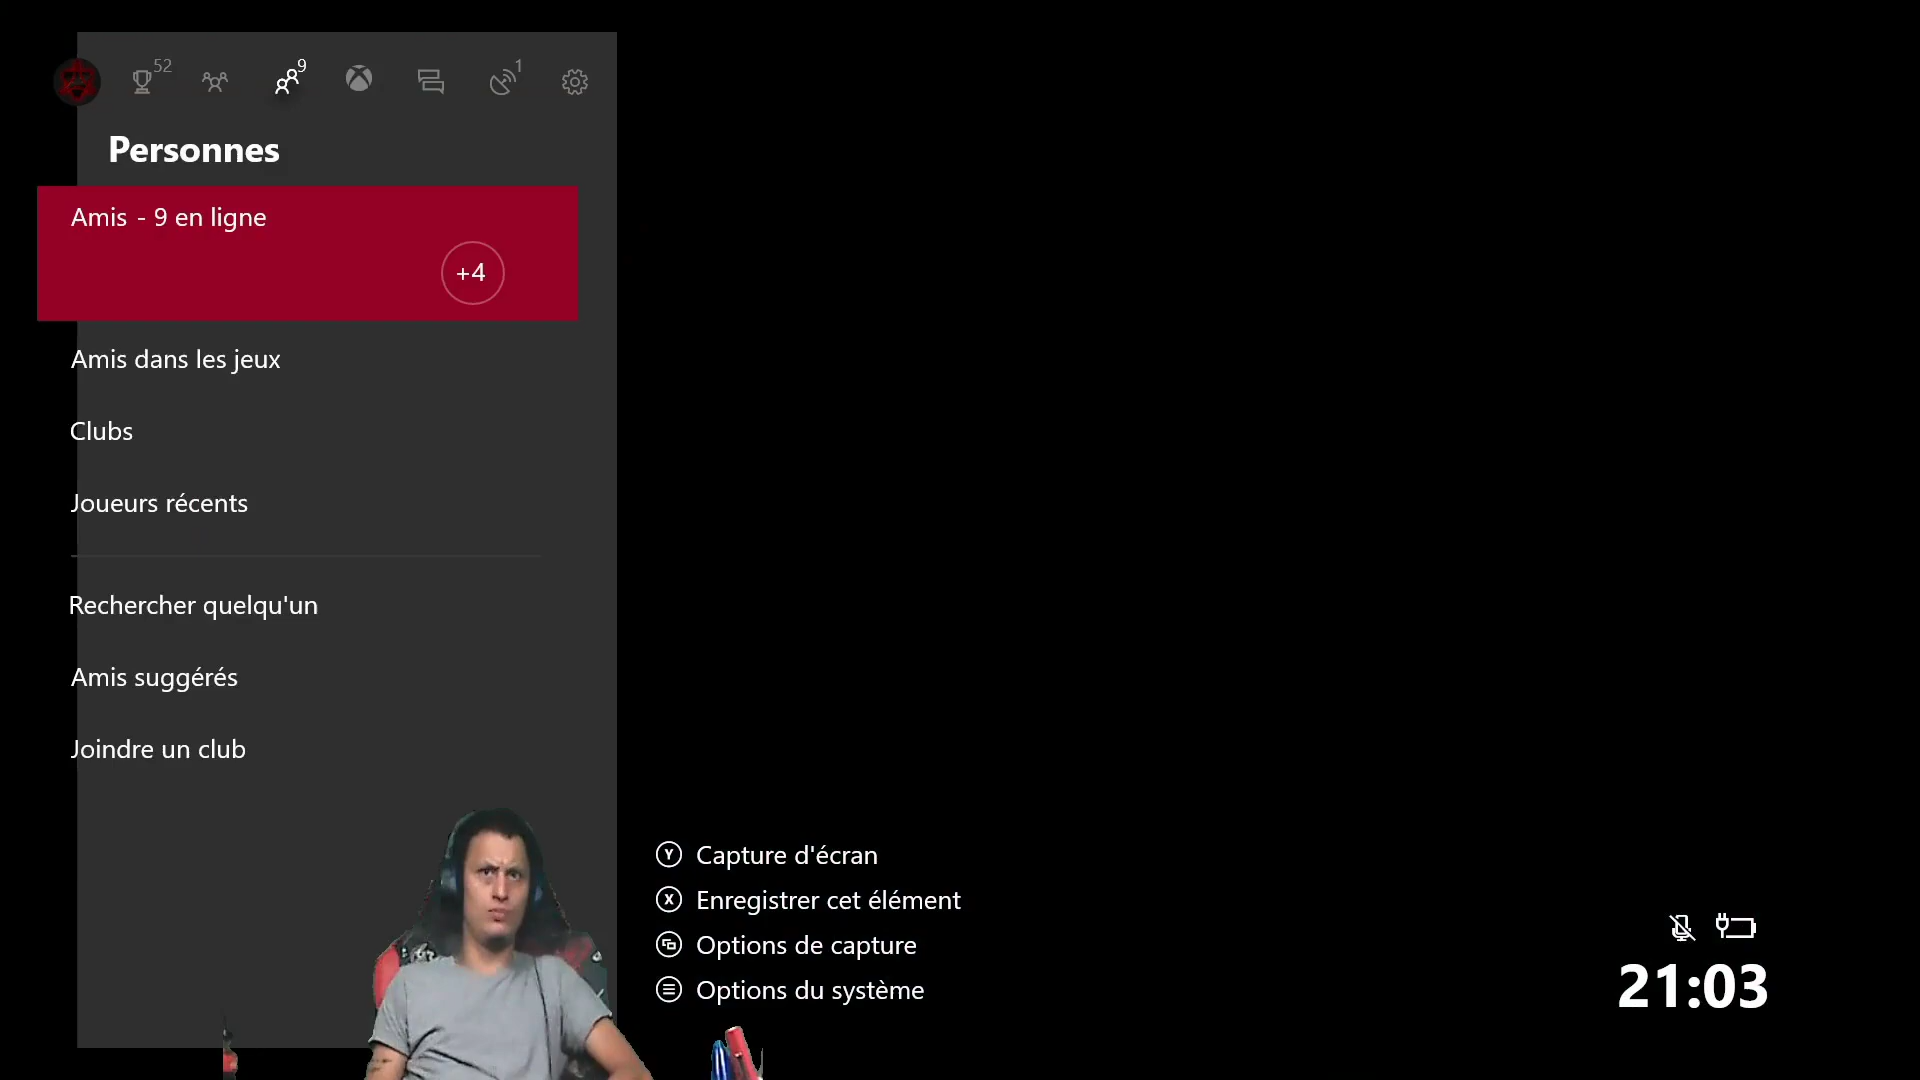 52
9
1
Personnes
Amis - 9 en ligne
+4
Amis dans les jeux
Clubs
Joueurs récents
Rechercher quelqu'un
Amis suggérés
Joindre un club
Y Capture d'écran
X Enregistrer cet élément
Options de capture
Options du système
21:03